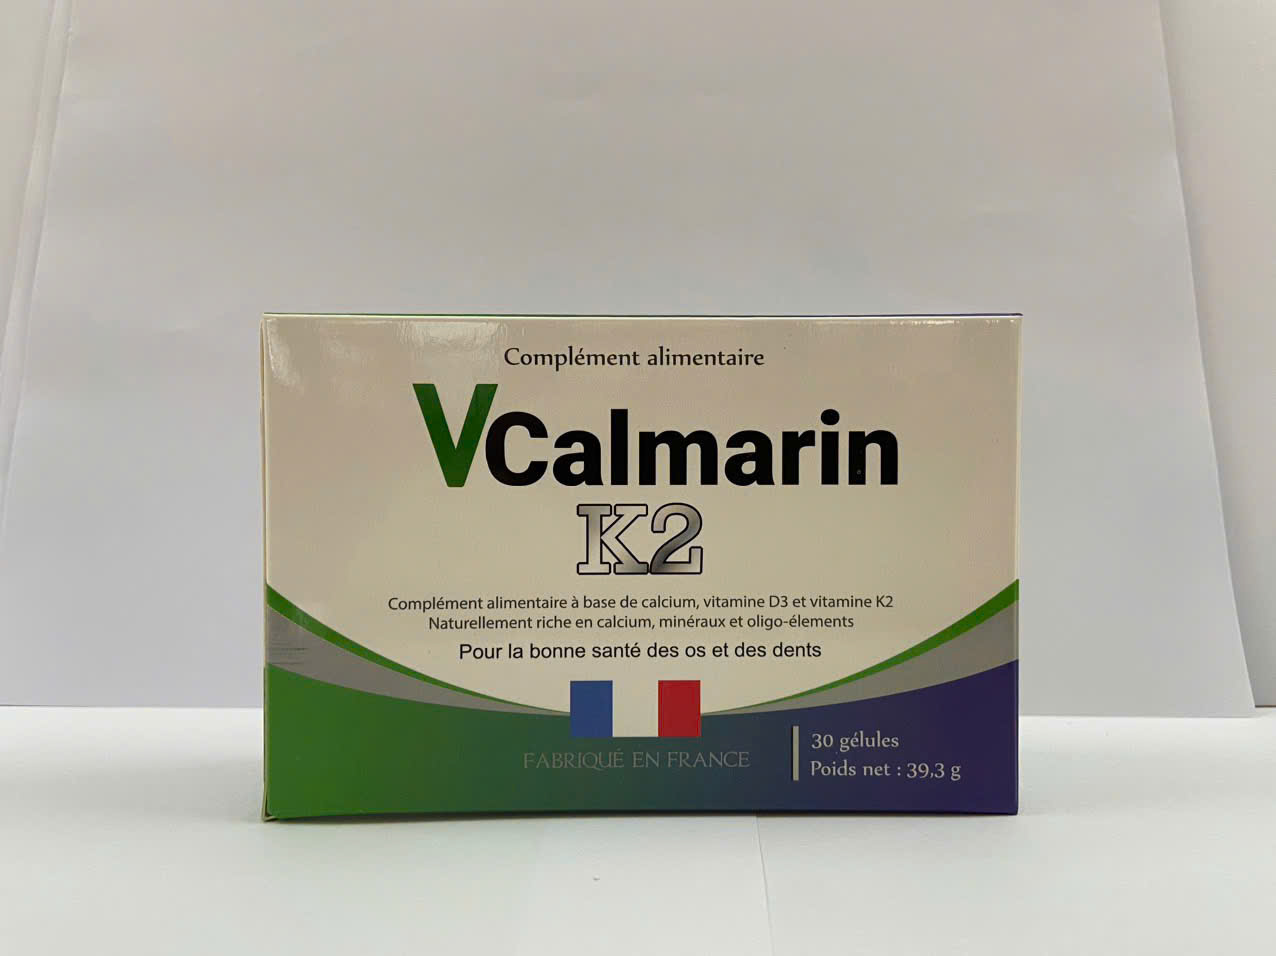 Complément alimentaire
VCalmarin
K2
Complément alimentaire à base de calcium, vitamine D3 et vitamine K2
Naturellement riche en calcium, minéraux et oligo-élements
Pour la bonne santé des os et des dents
FABRIQUÉ EN FRANCE
30 gélules
Poids net : 39,3 g